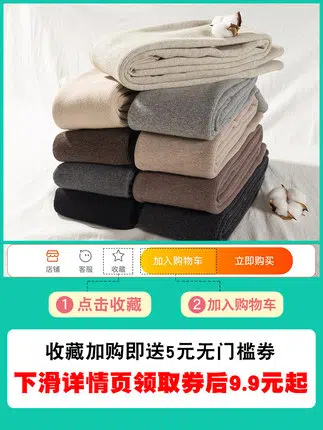 店铺 客服 收藏 加入购物车 立即购买
1 点击收藏 2 加入购物车
收藏加购即送5元无门槛券
下滑详情页领取券后9.9元起